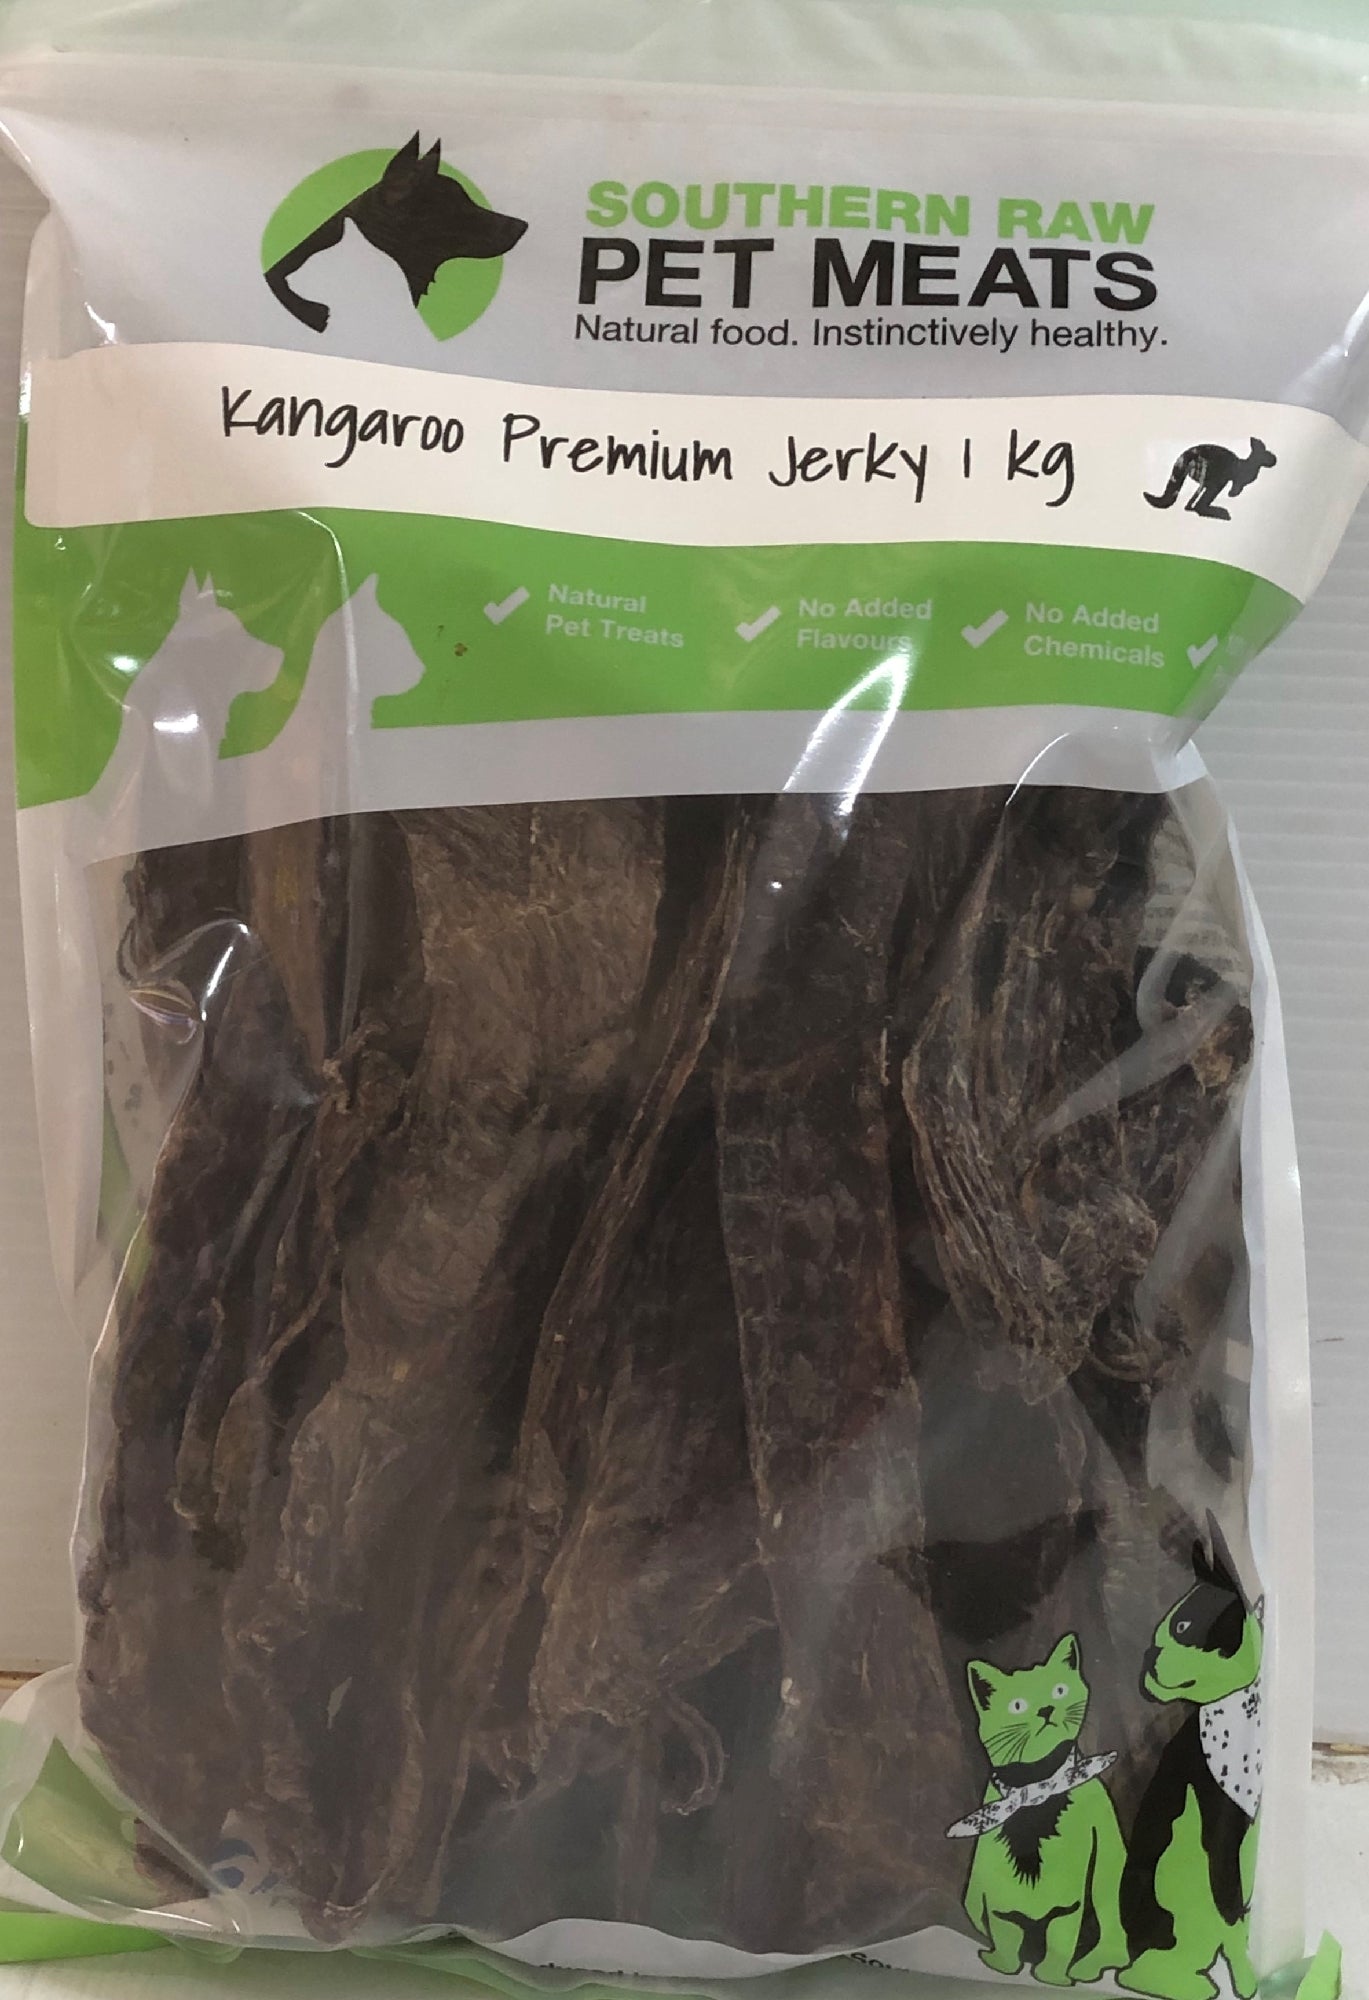 SOUTHERN RAW
PET MEATS
Natural food. Instinctively healthy.
Kangaroo Premium Jerky 1 kg
Natural
Pet Treats
No Added
Flavours
No Added
Chemicals